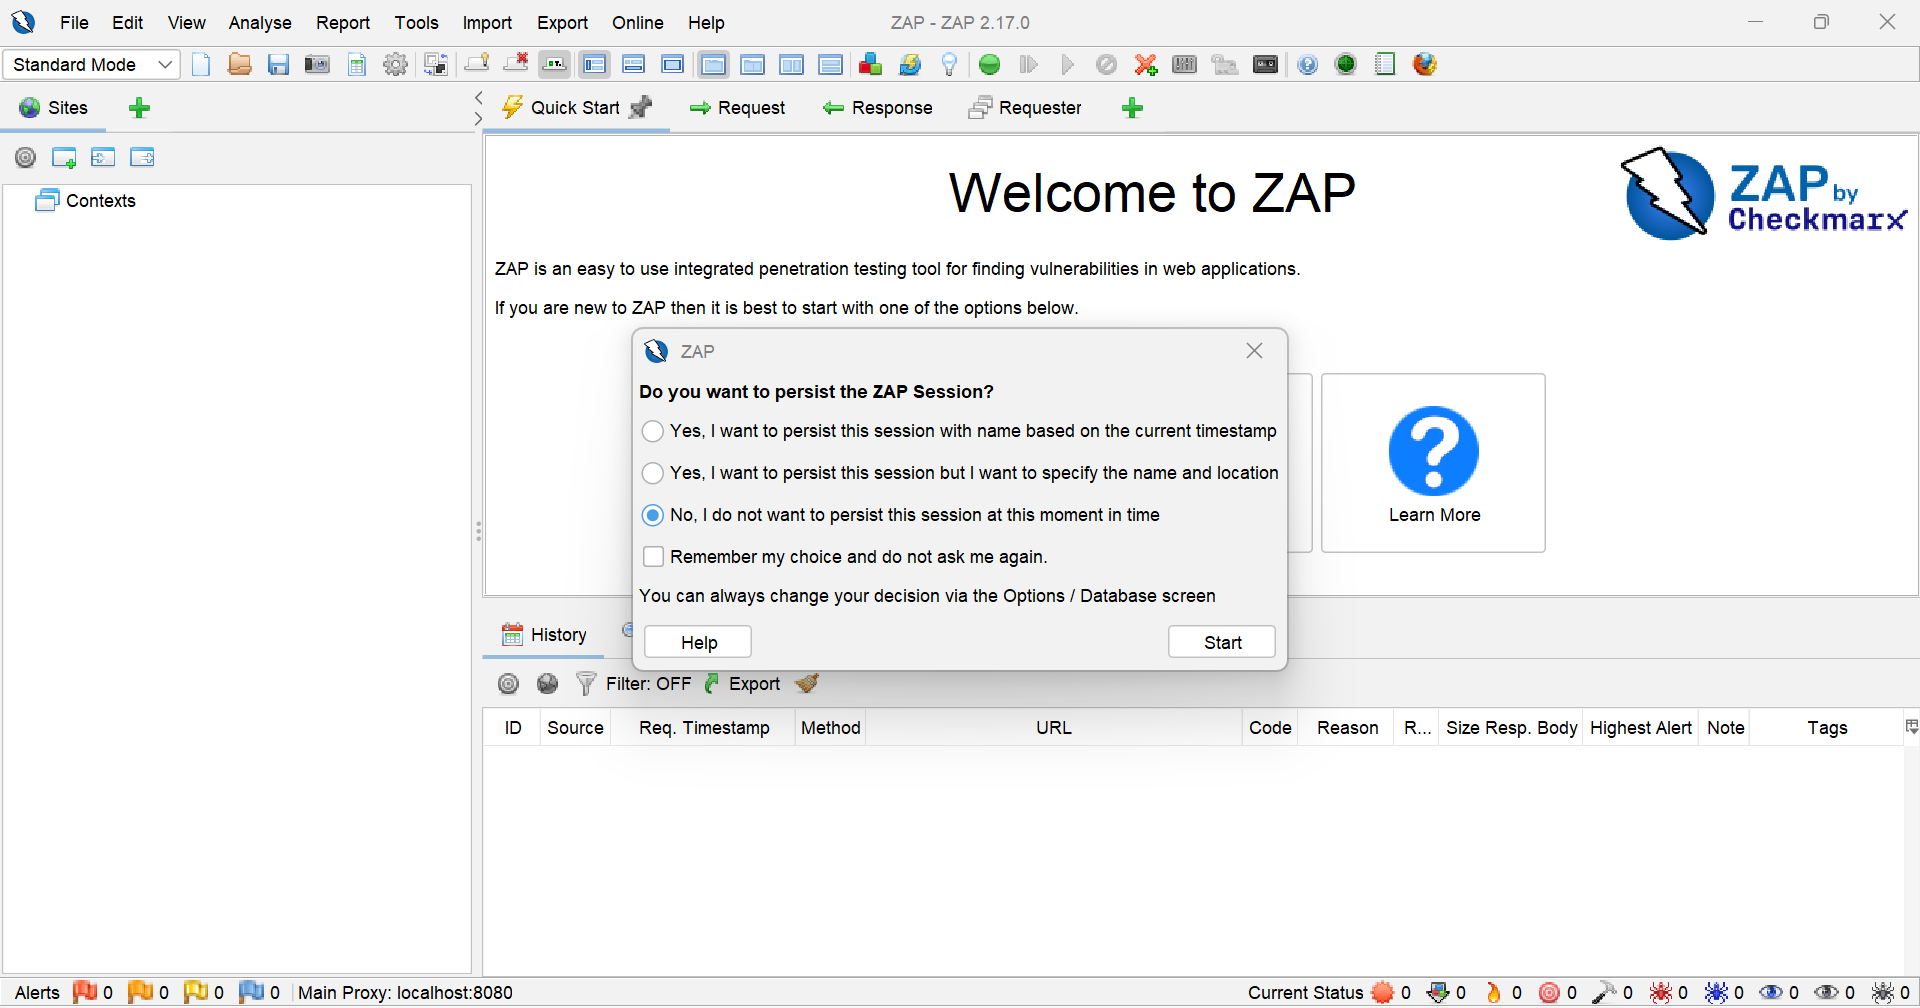 File Edit View Analyse Report Tools Import Export Online Help ZAP - ZAP 2.17.0
Standard Mode
Sites
Quick Start Request Response Requester
Contexts
Welcome to ZAP
ZAP by
Checkmarx
ZAP is an easy to use integrated penetration testing tool for finding vulnerabilities in web applications.
If you are new to ZAP then it is best to start with one of the options below.
ZAP
Do you want to persist the ZAP Session?
Yes, I want to persist this session with name based on the current timestamp
Yes, I want to persist this session but I want to specify the name and location
No, I do not want to persist this session at this moment in time
Remember my choice and do not ask me again.
You can always change your decision via the Options / Database screen
Help Start
Learn More
History
Filter: OFF Export
ID Source Req. Timestamp Method URL Code Reason R... Size Resp. Body Highest Alert Note Tags
Alerts 0 0 0 0 Main Proxy: localhost:8080 Current Status 0 0 0 0 0 0 0 0 0 0